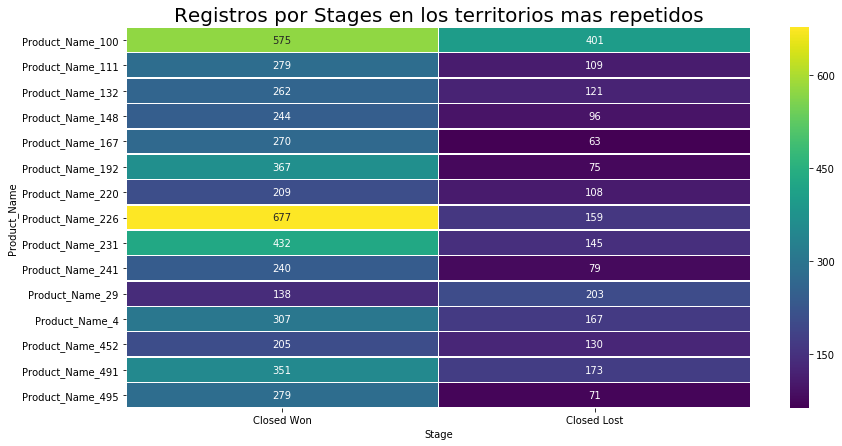 Registros por Stages en los territorios mas repetidos
Product_Name
Product_Name_100 575 401
Product_Name_111 279 109
Product_Name_132 262 121
Product_Name_148 244 96
Product_Name_167 270 63
Product_Name_192 367 75
Product_Name_220 209 108
Product_Name_226 677 159
Product_Name_231 432 145
Product_Name_241 240 79
Product_Name_29 138 203
Product_Name_4 307 167
Product_Name_452 205 130
Product_Name_491 351 173
Product_Name_495 279 71
Closed Won Closed Lost
Stage
600
450
300
150